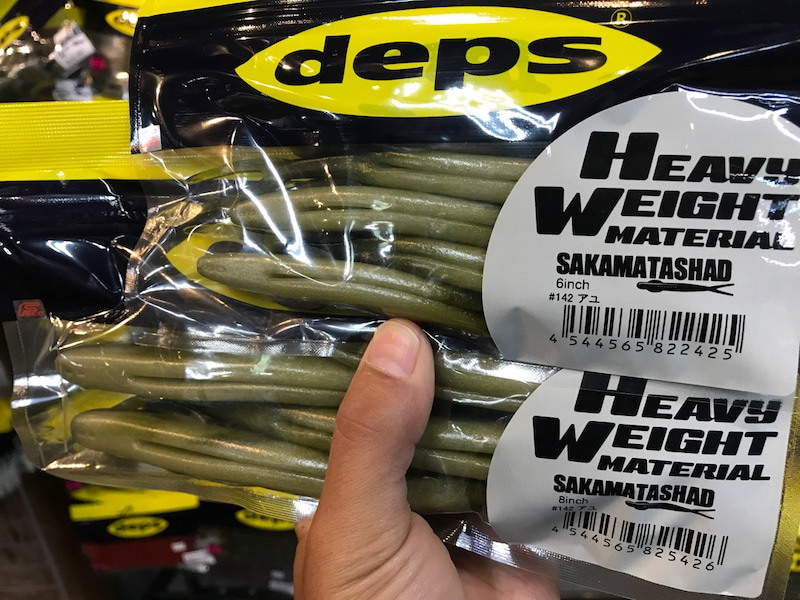 deps®
HEAVY
WEIGHT
MATERIAL
SAKAMATASHAD
6inch
#142 アユ
4 544565 822425
HEAVY
WEIGHT
MATERIAL
SAKAMATASHAD
8inch
#142 アユ
4 544565 825426